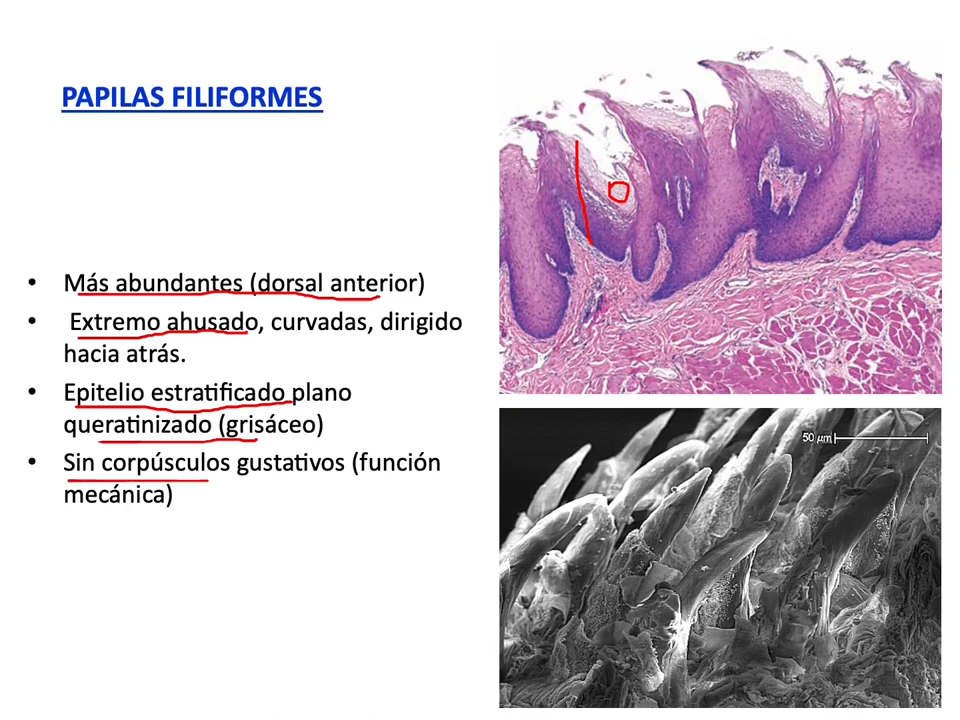 PAPILAS FILIFORMES
• Más abundantes (dorsal anterior)
• Extremo ahusado, curvadas, dirigido
hacia atrás.
• Epitelio estratificado plano
queratinizado (grisáceo)
• Sin corpúsculos gustativos (función
mecánica)
50 µm